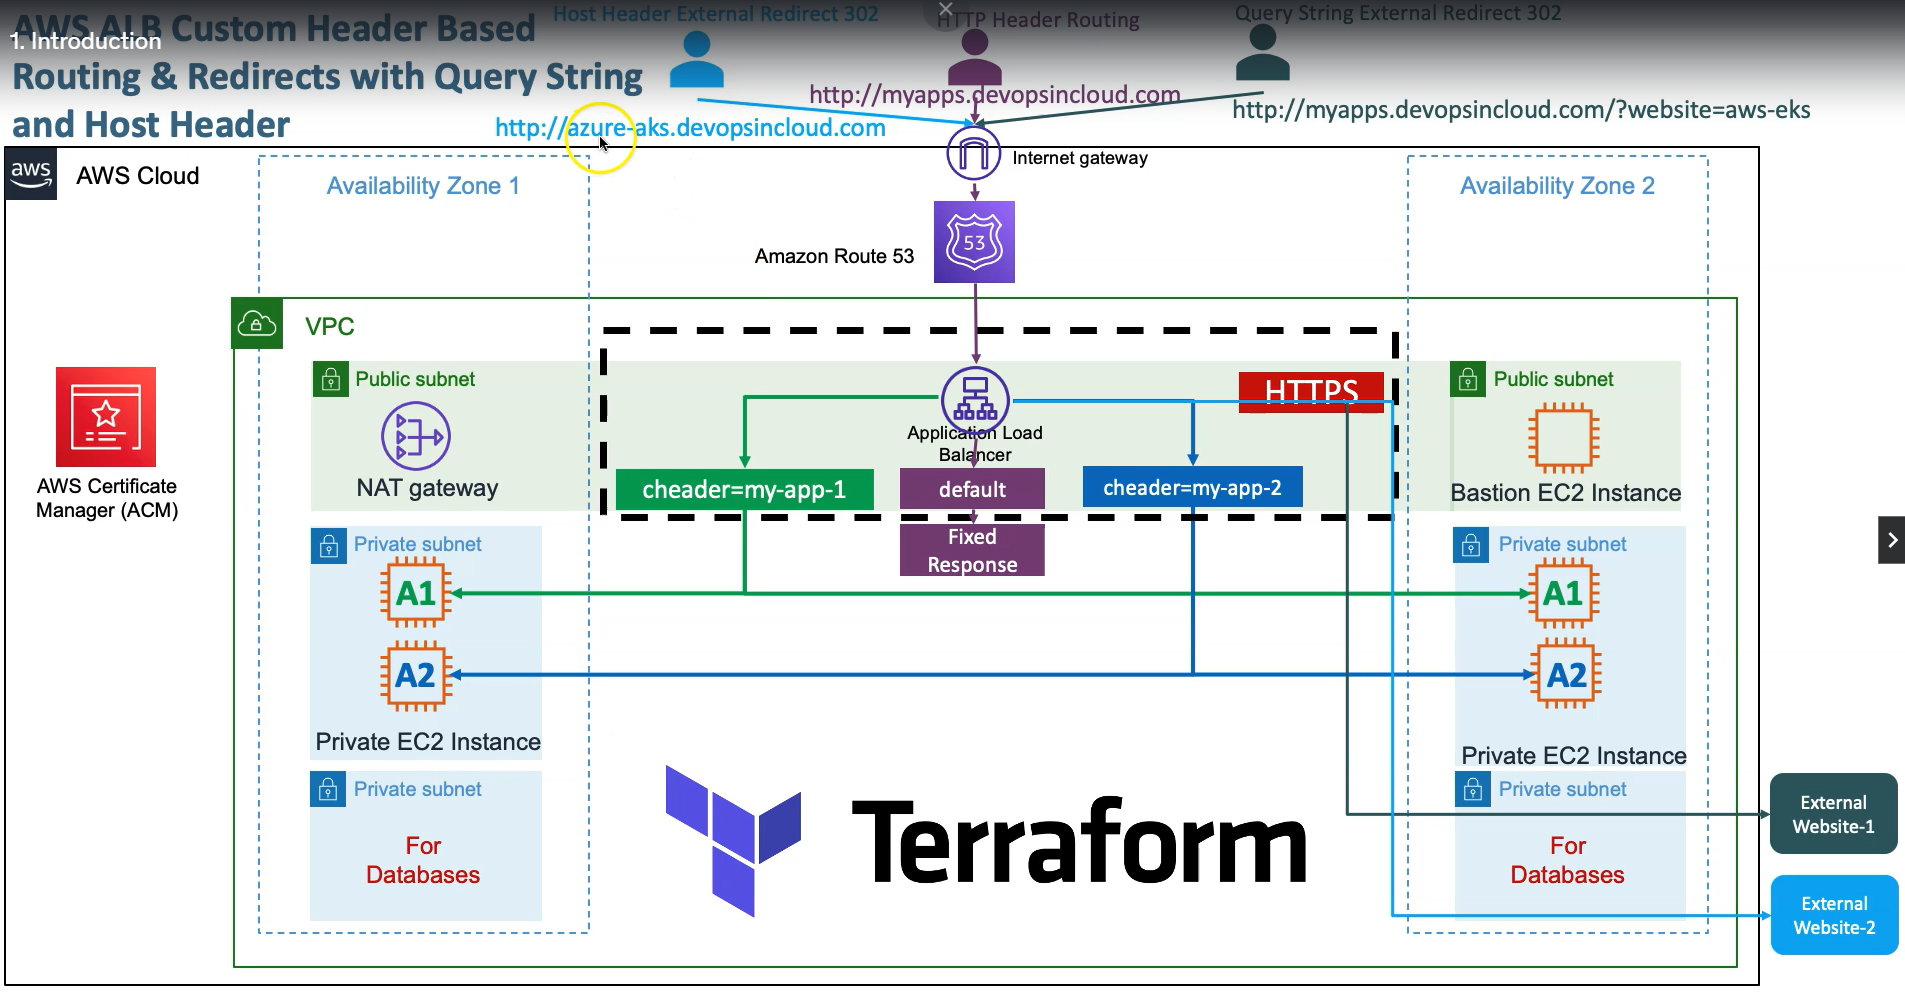 AWS ALB Custom Header Based
Routing & Redirects with Query String
and Host Header
1. Introduction
Host Header External Redirect 302
HTTP Header Routing
Query String External Redirect 302
http://myapps.devopsincloud.com
http://azure-aks.devopsincloud.com
http://myapps.devopsincloud.com/?website=aws-eks
aws
AWS Cloud
Availability Zone 1
Internet gateway
Availability Zone 2
53
Amazon Route 53
VPC
Public subnet
NAT gateway
HTTPS
Application Load
Balancer
Public subnet
Bastion EC2 Instance
AWS Certificate
Manager (ACM)
cheader=my-app-1
default
cheader=my-app-2
Fixed
Response
Private subnet
A1
A2
Private EC2 Instance
Private subnet
A1
A2
Private EC2 Instance
Private subnet
For
Databases
Terraform
Private subnet
For
Databases
External
Website-1
External
Website-2